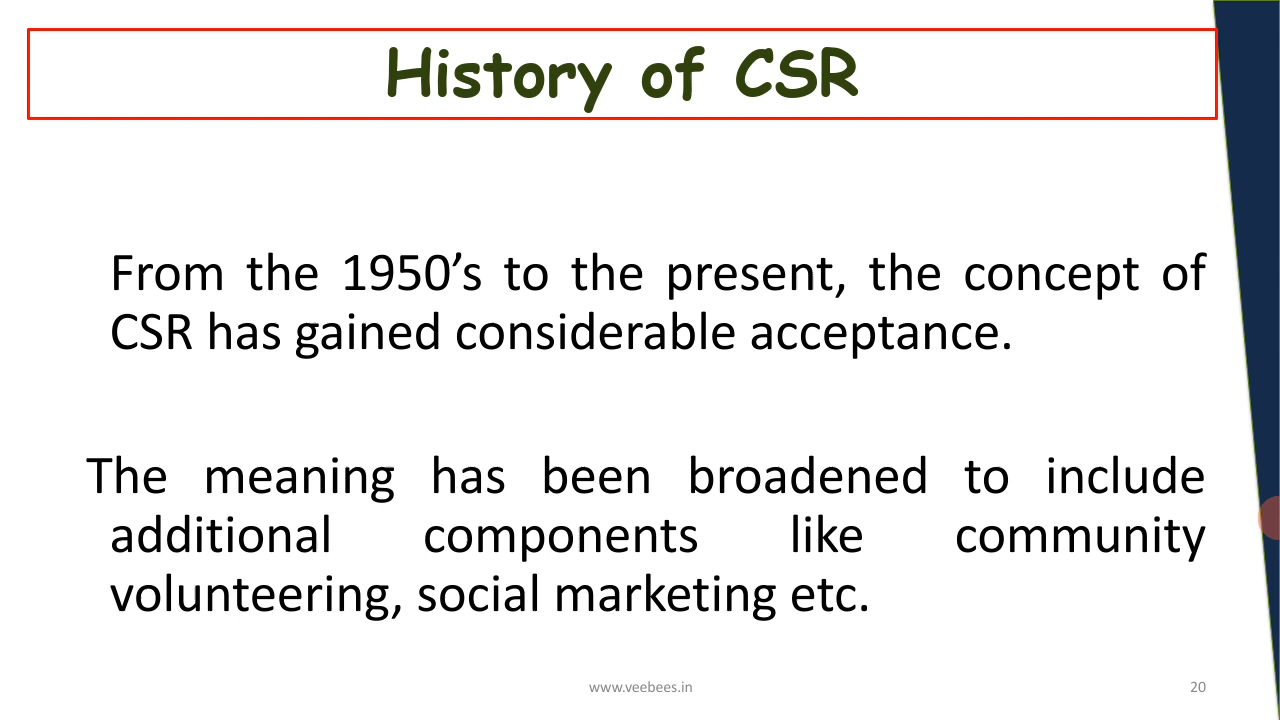 History of CSR
From the 1950’s to the present, the concept of
CSR has gained considerable acceptance.
The meaning has been broadened to include
additional components like community
volunteering, social marketing etc.
www.veebees.in
20